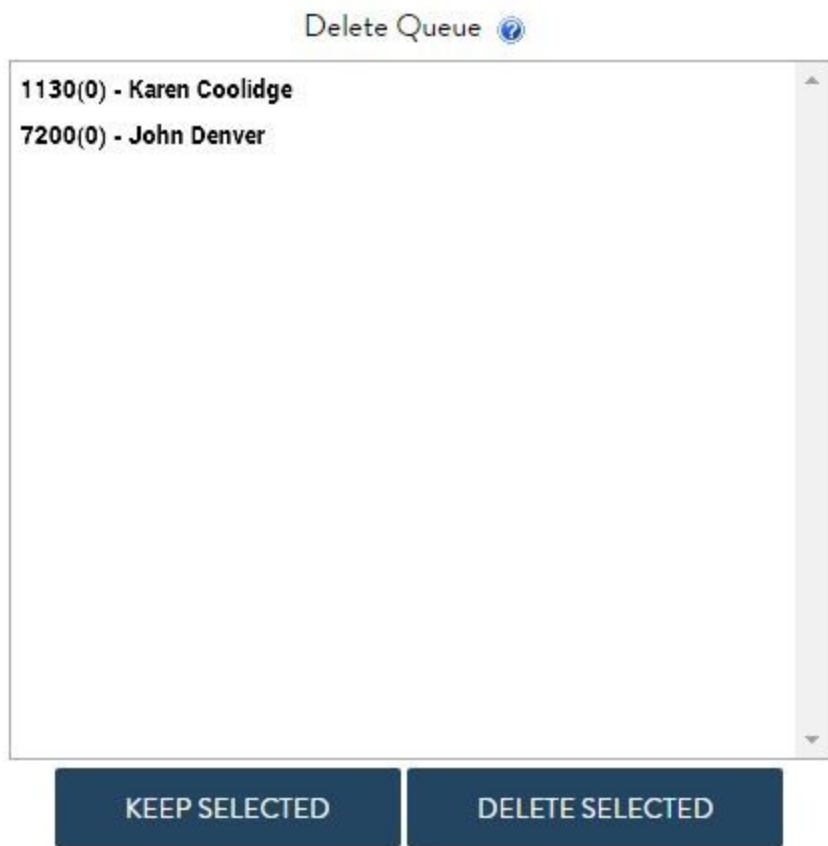 Delete Queue
1130(0) - Karen Coolidge
7200(0) - John Denver
KEEP SELECTED
DELETE SELECTED